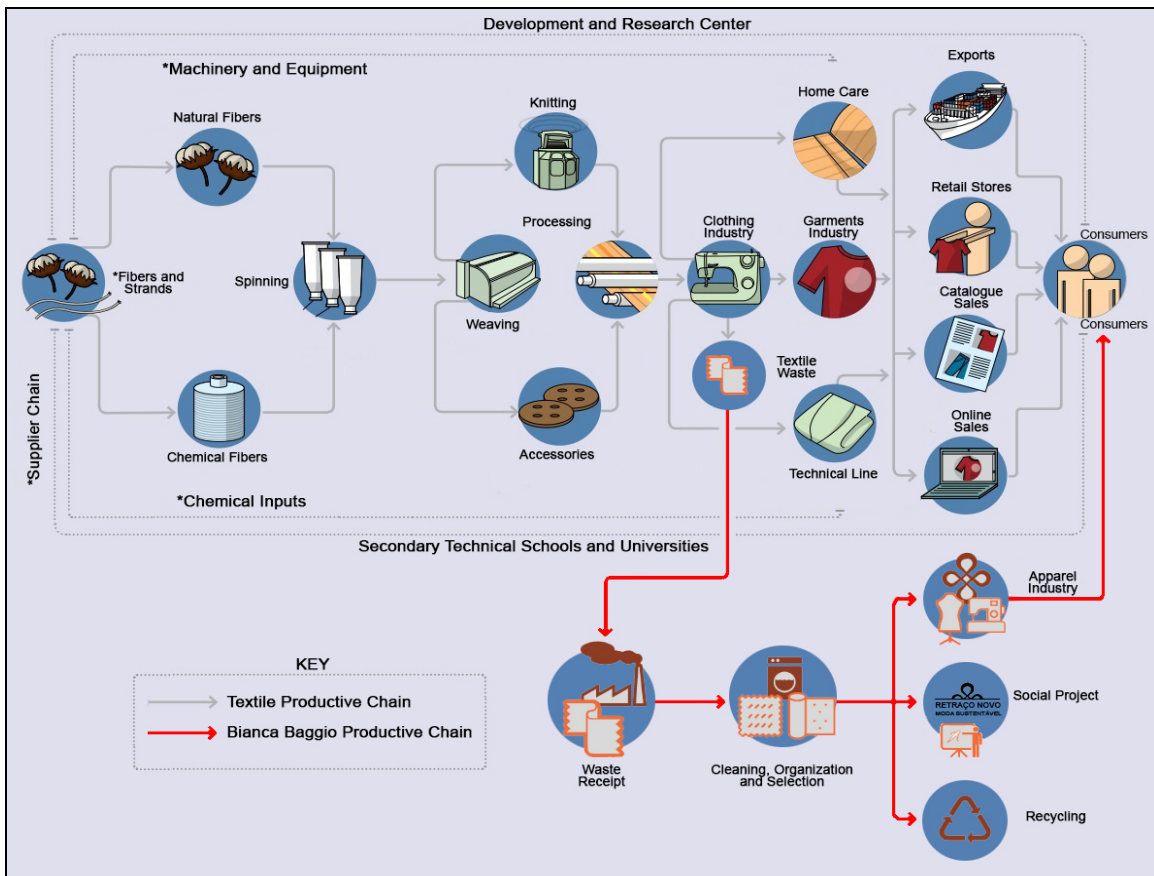 Development and Research Center
*Machinery and Equipment
Exports
Home Care
Knitting
Natural Fibers
Retail Stores
Processing
Clothing
Industry
Garments
Industry
Consumers
*Fibers and
Strands
Spinning
Catalogue
Sales
Weaving
Consumers
Textile
Waste
*Supplier Chain
Online
Sales
Chemical Fibers
Accessories
Technical Line
*Chemical Inputs
Secondary Technical Schools and Universities
Apparel
Industry
KEY
Textile Productive Chain
Bianca Baggio Productive Chain
Social Project
RETRAÇO NOVO
MODA SUSTENTÁVEL
Waste
Receipt
Cleaning, Organization
and Selection
Recycling